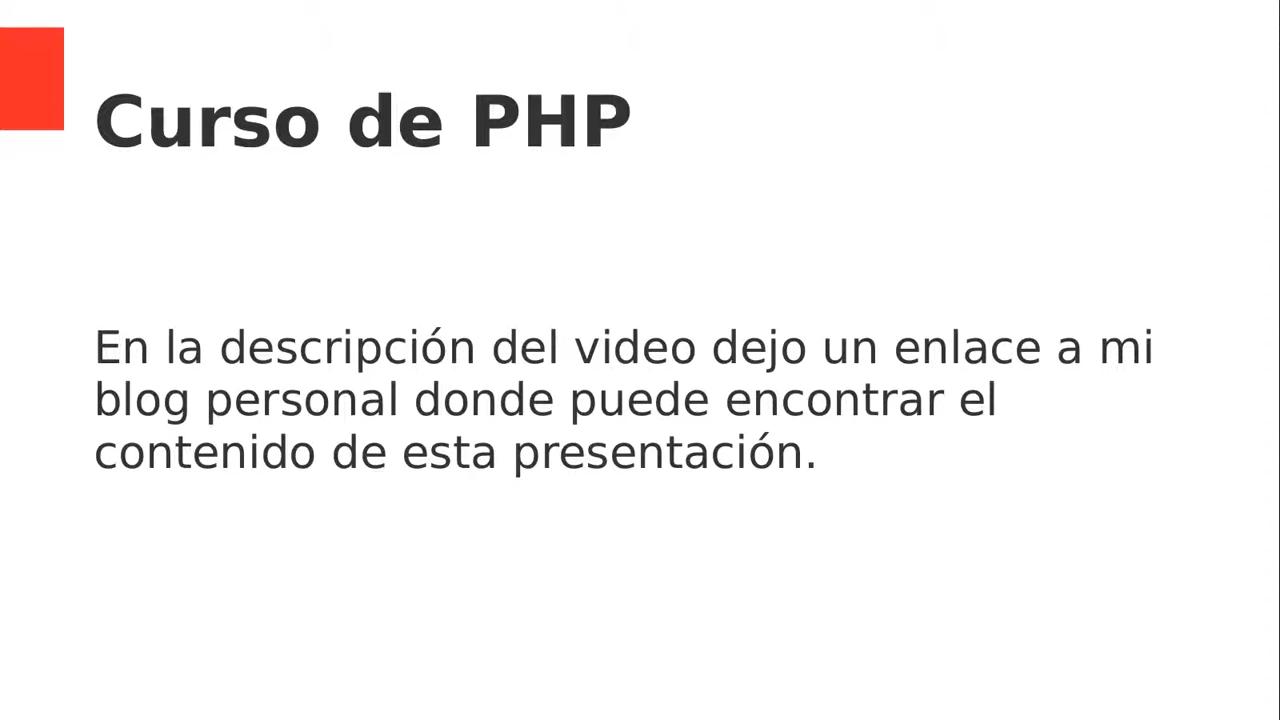 Curso de PHP
En la descripción del video dejo un enlace a mi
blog personal donde puede encontrar el
contenido de esta presentación.